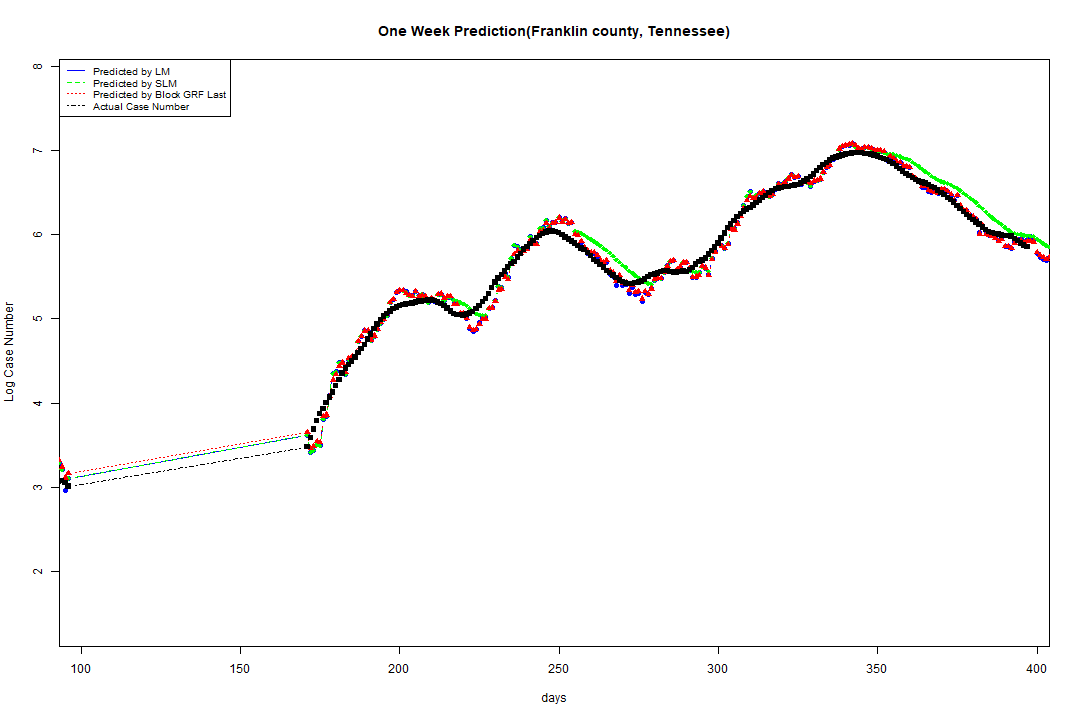 One Week Prediction(Franklin county, Tennessee)
Predicted by LM
Predicted by SLM
Predicted by Block GRF Last
Actual Case Number
Log Case Number
8
7
6
5
4
3
2
100 150 200 250 300 350 400
days